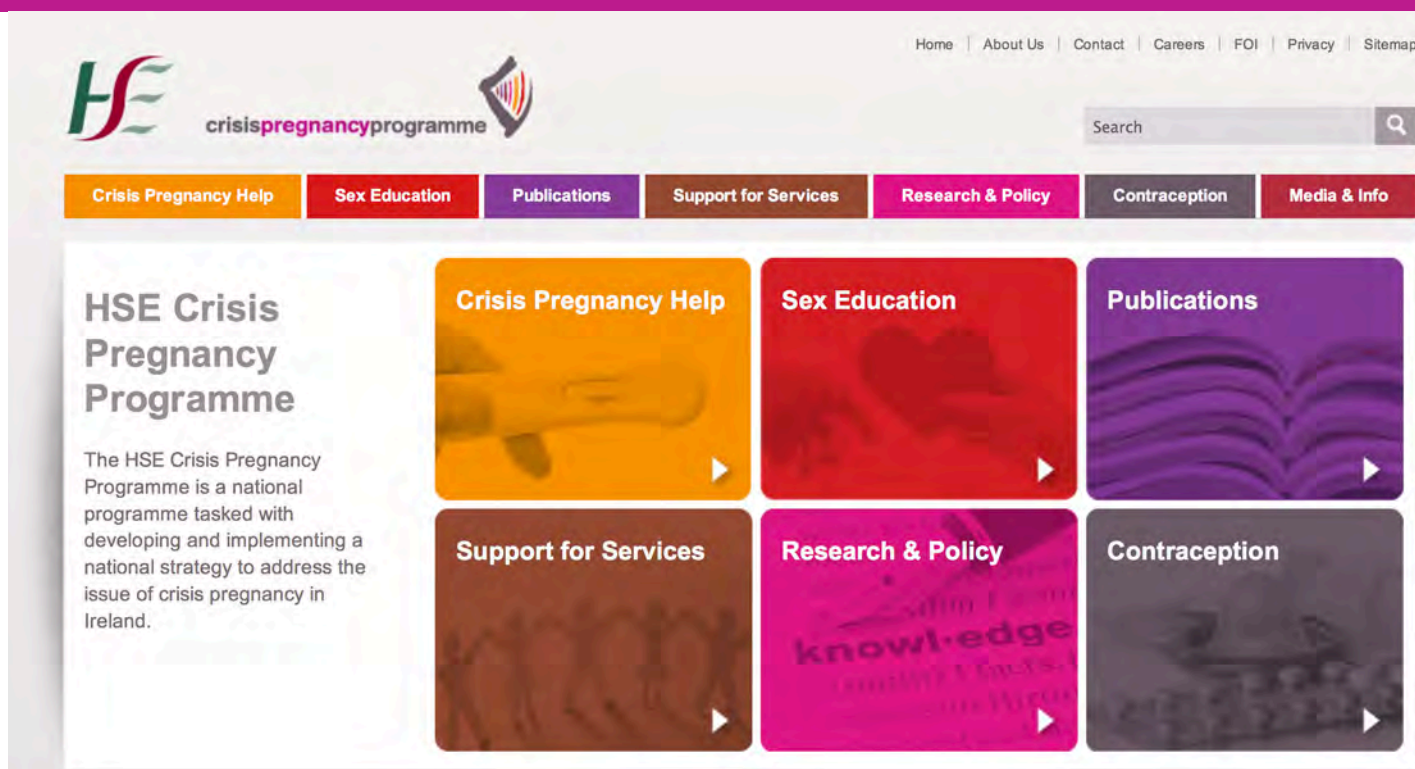 Home | About Us | Contact | Careers | FOI | Privacy | Sitemap
HSE
crisispregnancyprogramme
Search
Crisis Pregnancy Help
Sex Education
Publications
Support for Services
Research & Policy
Contraception
Media & Info
HSE Crisis
Pregnancy
Programme
The HSE Crisis Pregnancy
Programme is a national
programme tasked with
developing and implementing a
national strategy to address the
issue of crisis pregnancy in
Ireland.
Crisis Pregnancy Help
Sex Education
Publications
Support for Services
Research & Policy
knowl·edge
Contraception